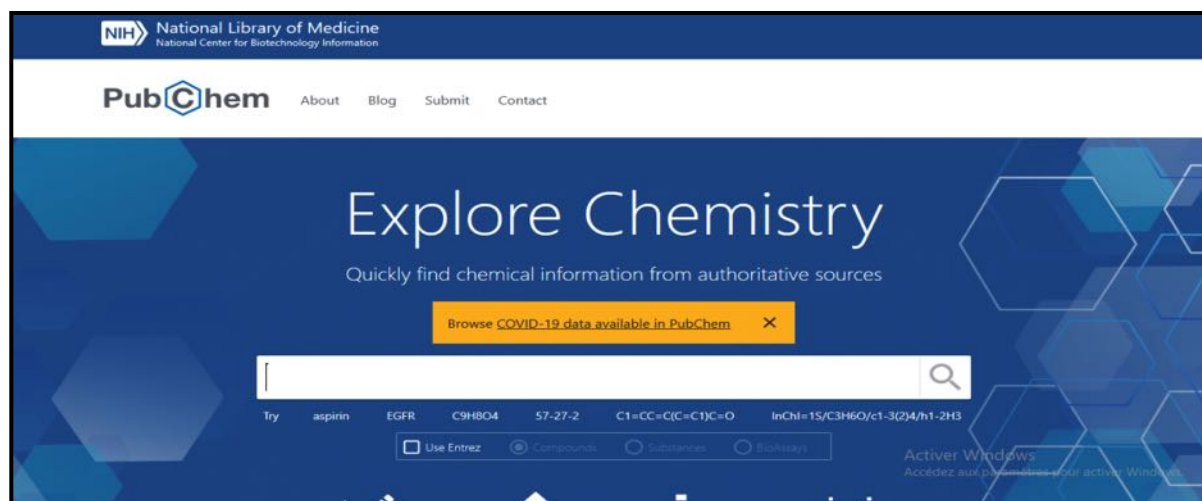 NIH National Library of Medicine
National Center for Biotechnology Information
PubChem About Blog Submit Contact
Explore Chemistry
Quickly find chemical information from authoritative sources
Browse COVID-19 data available in PubChem ✕
Try aspirin EGFR C9H8O4 57-27-2 C1=CC=C(C=C1)C=O InChI=1S/C3H6O/c1-3(2)4/h1-2H3
Use Entrez Compounds Substances BioAssays
Activer Windows
Accédez aux paramètres pour activer Windows.